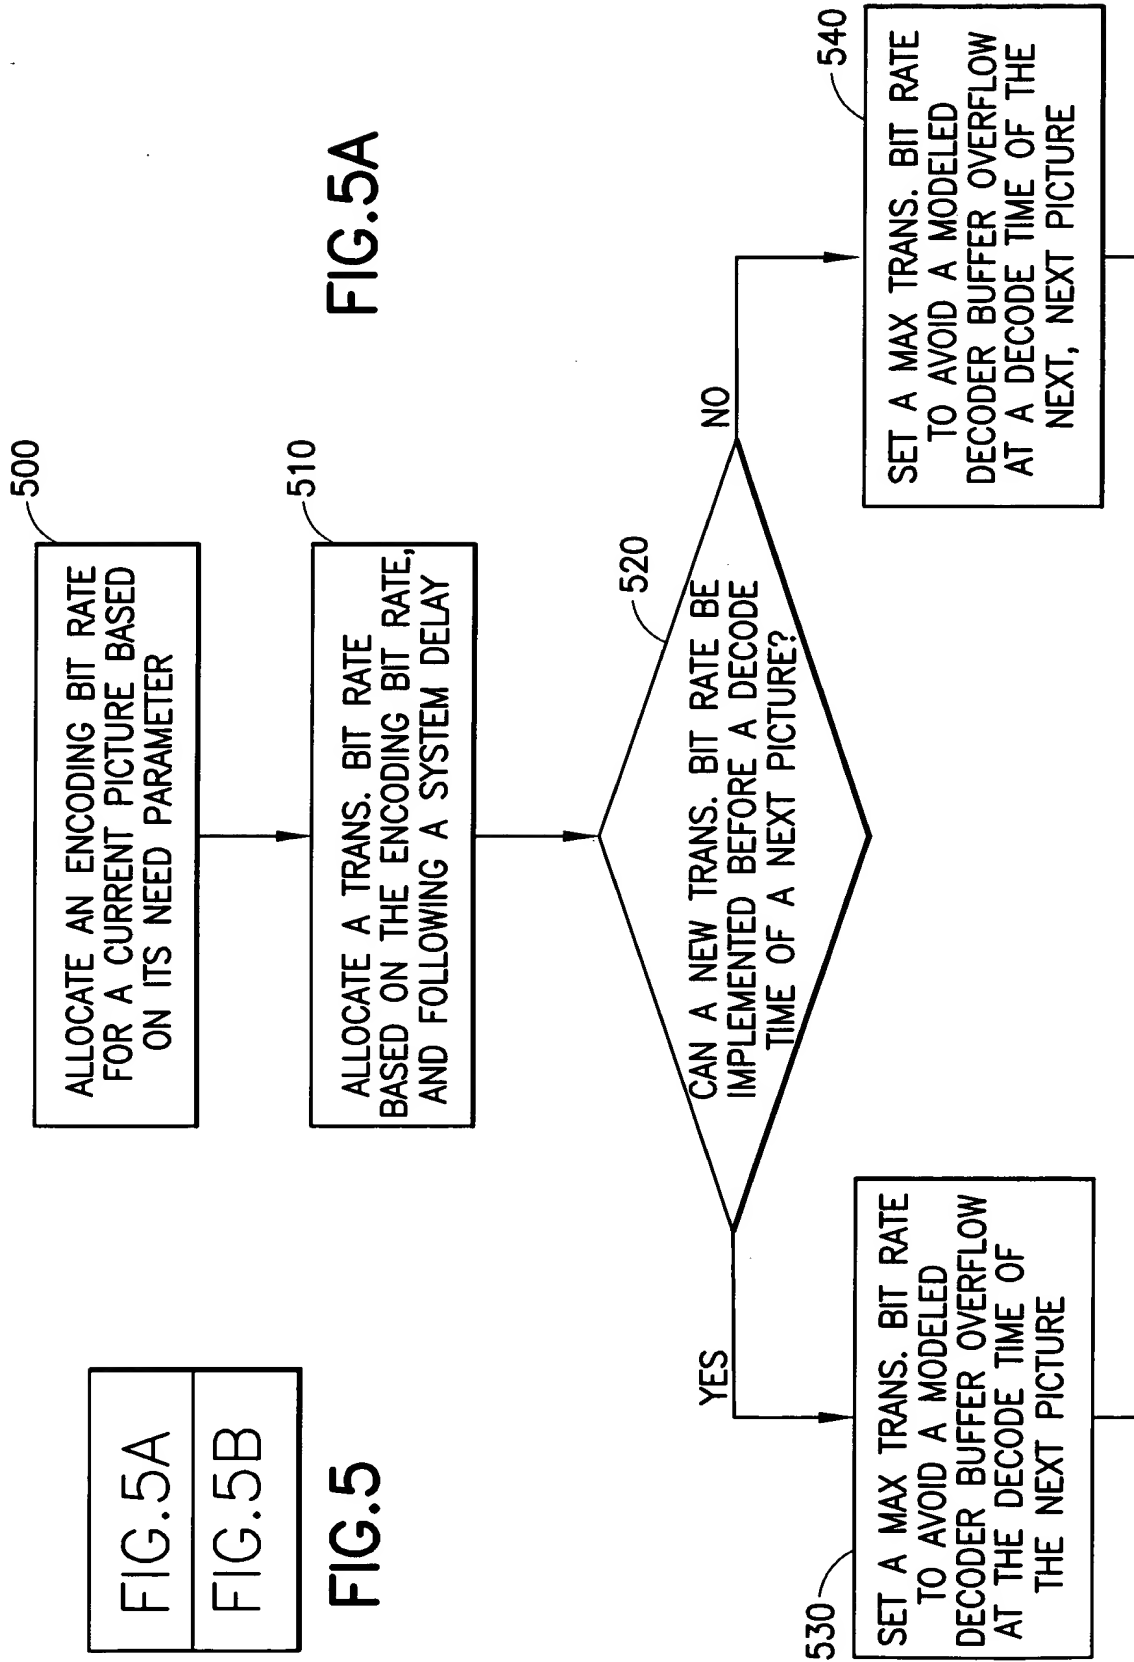 FIG.5A
FIG.5B
FIG.5
FIG.5A
500
ALLOCATE AN ENCODING BIT RATE
FOR A CURRENT PICTURE BASED
ON ITS NEED PARAMETER
510
ALLOCATE A TRANS. BIT RATE
BASED ON THE ENCODING BIT RATE,
AND FOLLOWING A SYSTEM DELAY
520
CAN A NEW TRANS. BIT RATE BE
IMPLEMENTED BEFORE A DECODE
TIME OF A NEXT PICTURE?
YES
NO
530
SET A MAX TRANS. BIT RATE
TO AVOID A MODELED
DECODER BUFFER OVERFLOW
AT THE DECODE TIME OF
THE NEXT PICTURE
540
SET A MAX TRANS. BIT RATE
TO AVOID A MODELED
DECODER BUFFER OVERFLOW
AT A DECODE TIME OF THE
NEXT, NEXT PICTURE